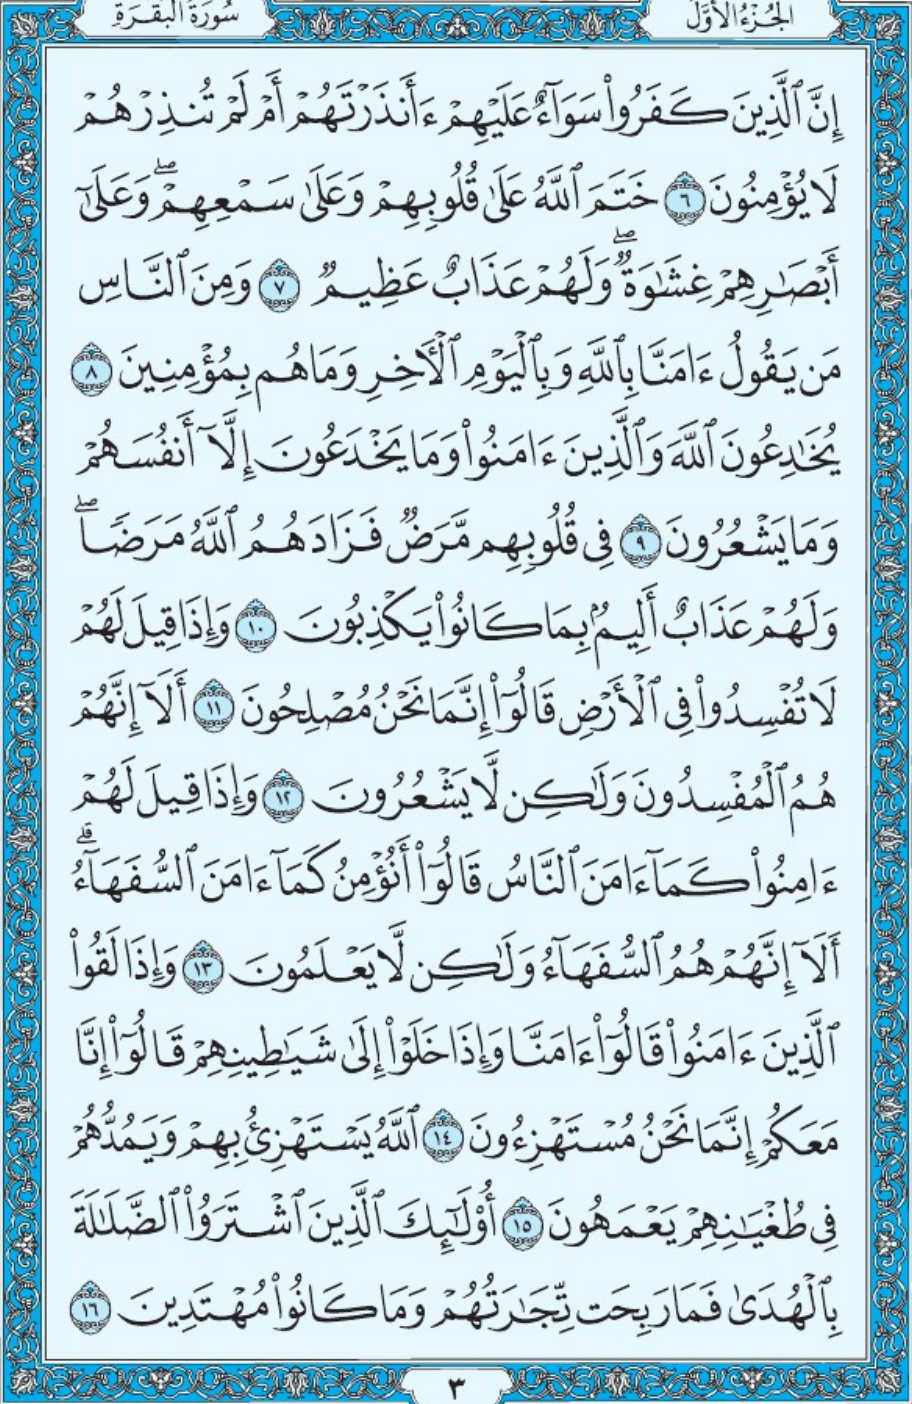 الجُزْءُ الأَوَّلُ
سُورَةُ البَقَرَةِ
إِنَّ ٱلَّذِينَ كَفَرُوا۟ سَوَآءٌ عَلَيْهِمْ ءَأَنذَرْتَهُمْ أَمْ لَمْ تُنذِرْهُمْ
لَا يُؤْمِنُونَ ٦ خَتَمَ ٱللَّهُ عَلَىٰ قُلُوبِهِمْ وَعَلَىٰ سَمْعِهِمْ ۖ وَعَلَىٰٓ
أَبْصَٰرِهِمْ غِشَٰوَةٌ ۖ وَلَهُمْ عَذَابٌ عَظِيمٌ ٧ وَمِنَ ٱلنَّاسِ
مَن يَقُولُ ءَامَنَّا بِٱللَّهِ وَبِٱلْيَوْمِ ٱلْءَاخِرِ وَمَا هُم بِمُؤْمِنِينَ ٨
يُخَٰدِعُونَ ٱللَّهَ وَٱلَّذِينَ ءَامَنُوا۟ وَمَا يَخْدَعُونَ إِلَّآ أَنفُسَهُمْ
وَمَا يَشْعُرُونَ ٩ فِى قُلُوبِهِم مَّرَضٌ فَزَادَهُمُ ٱللَّهُ مَرَضًا ۖ
وَلَهُمْ عَذَابٌ أَلِيمٌۢ بِمَا كَانُوا۟ يَكْذِبُونَ ١٠ وَإِذَا قِيلَ لَهُمْ
لَا تُفْسِدُوا۟ فِى ٱلْأَرْضِ قَالُوٓا۟ إِنَّمَا نَحْنُ مُصْلِحُونَ ١١ أَلَآ إِنَّهُمْ
هُمُ ٱلْمُفْسِدُونَ وَلَٰكِن لَّا يَشْعُرُونَ ١٢ وَإِذَا قِيلَ لَهُمْ
ءَامِنُوا۟ كَمَآ ءَامَنَ ٱلنَّاسُ قَالُوٓا۟ أَنُؤْمِنُ كَمَآ ءَامَنَ ٱلسُّفَهَآءُ ۗ
أَلَآ إِنَّهُمْ هُمُ ٱلسُّفَهَآءُ وَلَٰكِن لَّا يَعْلَمُونَ ١٣ وَإِذَا لَقُوا۟
ٱلَّذِينَ ءَامَنُوا۟ قَالُوٓا۟ ءَامَنَّا وَإِذَا خَلَوْا۟ إِلَىٰ شَيَٰطِينِهِمْ قَالُوٓا۟ إِنَّا
مَعَكُمْ إِنَّمَا نَحْنُ مُسْتَهْزِءُونَ ١٤ ٱللَّهُ يَسْتَهْزِئُ بِهِمْ وَيَمُدُّهُمْ
فِى طُغْيَٰنِهِمْ يَعْمَهُونَ ١٥ أُو۟لَٰٓئِكَ ٱلَّذِينَ ٱشْتَرَوُا۟ ٱلضَّلَٰلَةَ
بِٱلْهُدَىٰ فَمَا رَبِحَت تِّجَٰرَتُهُمْ وَمَا كَانُوا۟ مُهْتَدِينَ ١٦
٣